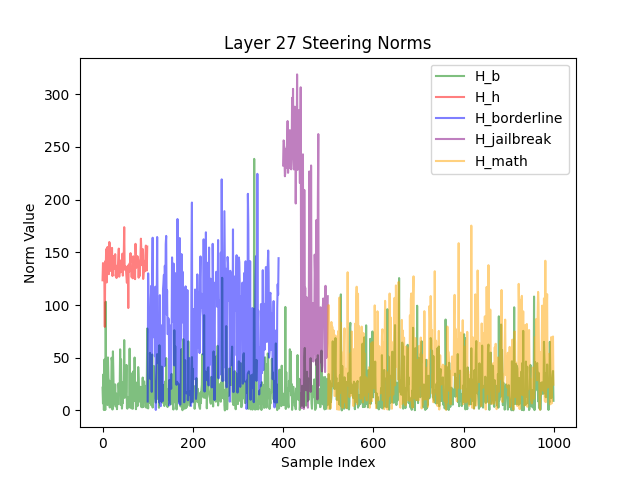 Layer 27 Steering Norms
H_b
H_h
H_borderline
H_jailbreak
H_math
300
250
200
150
100
50
0
Norm Value
0
200
400
600
800
1000
Sample Index